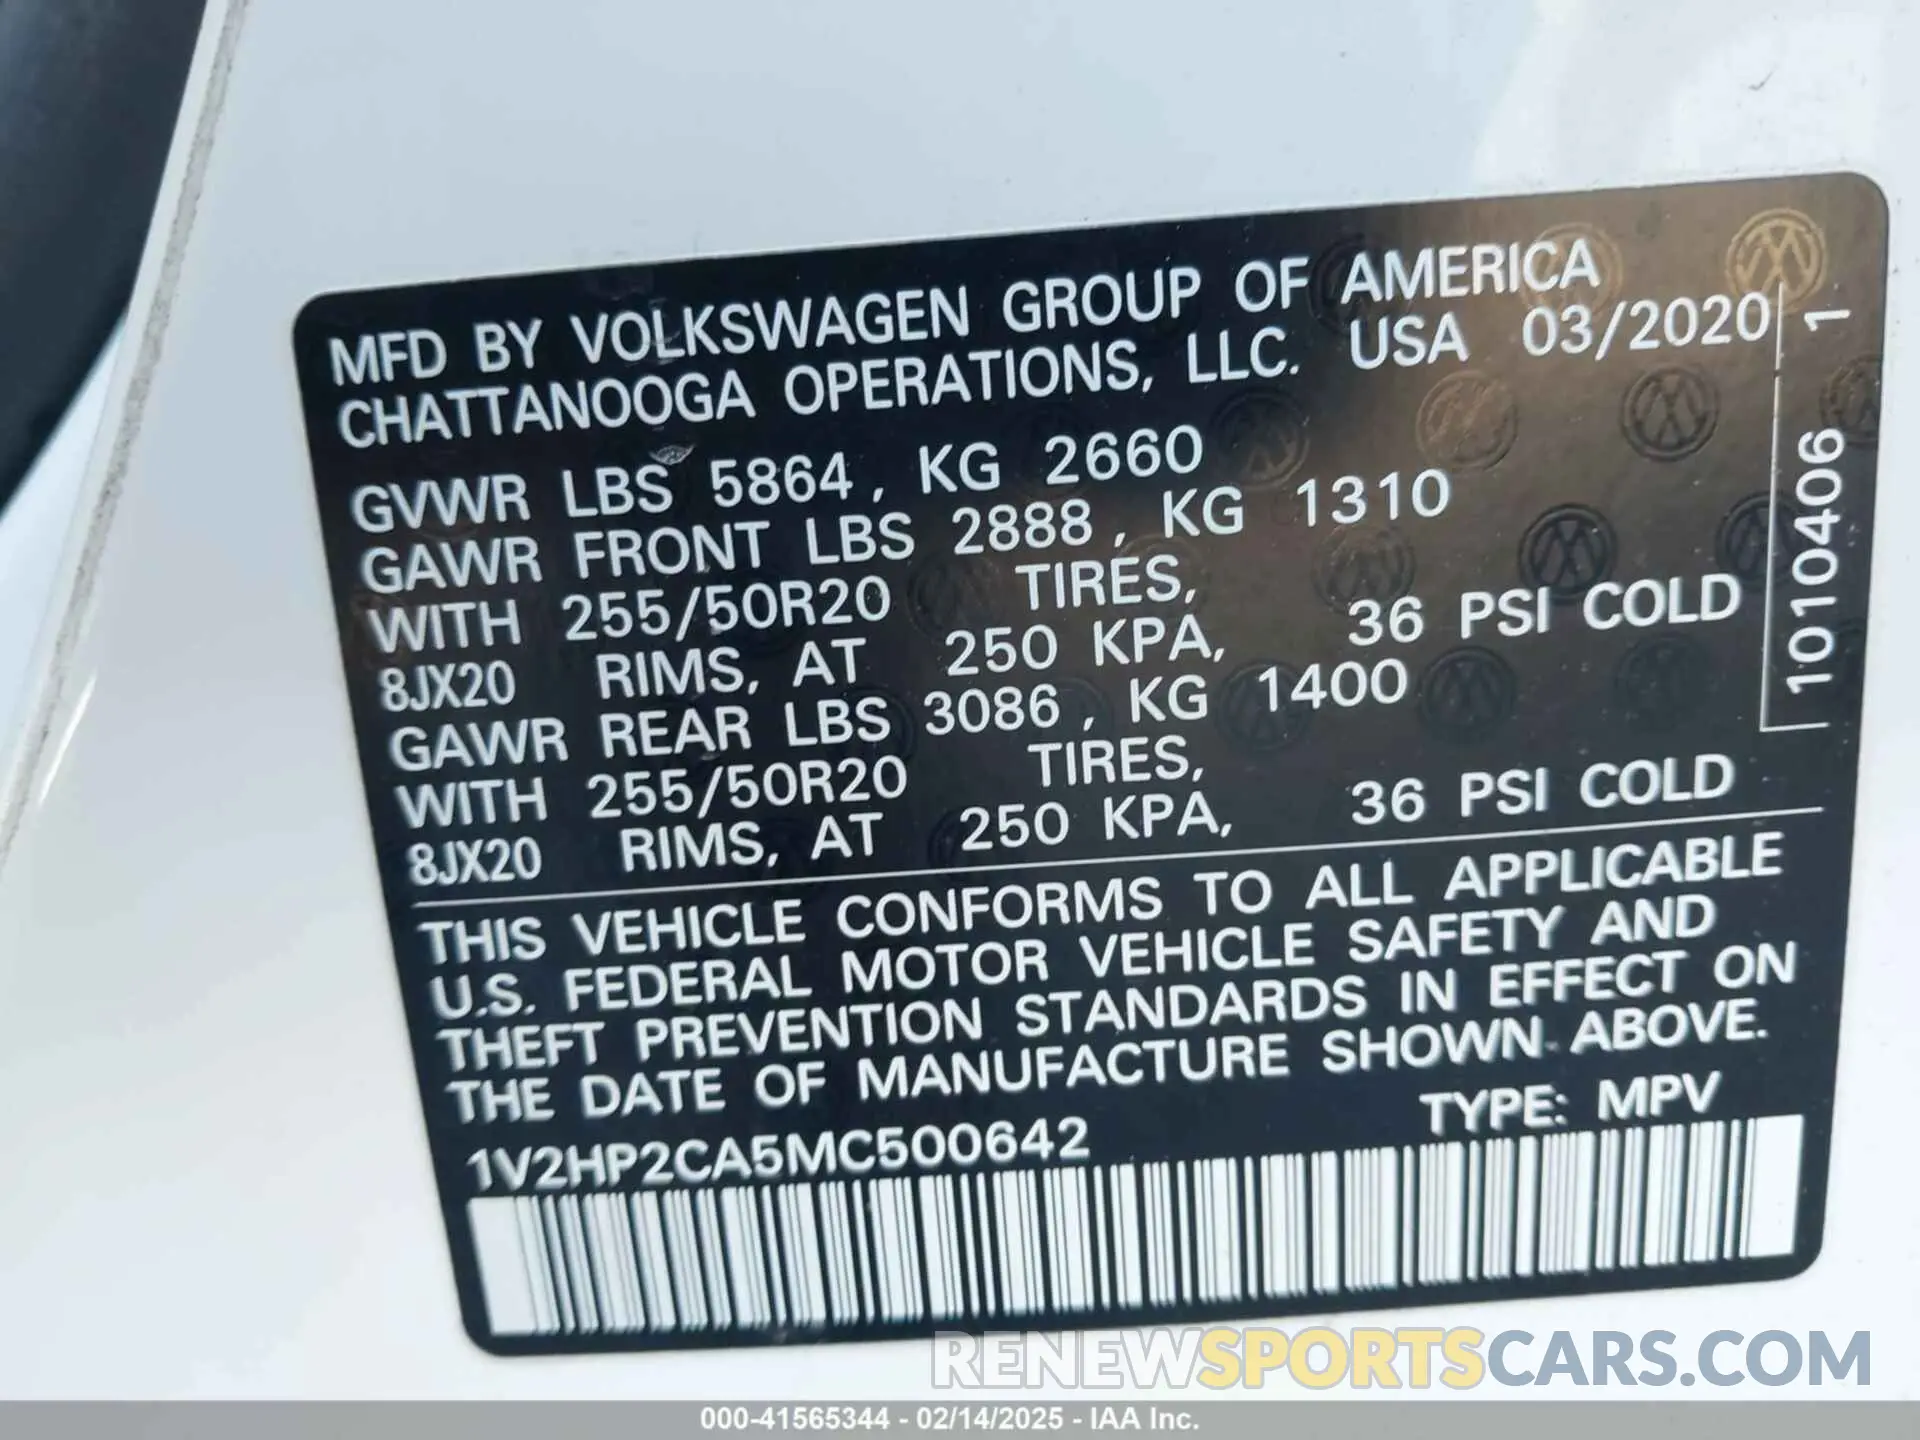 MFD BY VOLKSWAGEN GROUP OF AMERICA
CHATTANOOGA OPERATIONS, LLC. USA 03/2020
GVWR LBS 5864, KG 2660
GAWR FRONT LBS 2888, KG 1310
WITH 255/50R20 TIRES,
8JX20 RIMS, AT 250 KPA, 36 PSI COLD
GAWR REAR LBS 3086, KG 1400
WITH 255/50R20 TIRES,
8JX20 RIMS, AT 250 KPA, 36 PSI COLD
10104061 1
THIS VEHICLE CONFORMS TO ALL APPLICABLE
U.S. FEDERAL MOTOR VEHICLE SAFETY AND
THEFT PREVENTION STANDARDS IN EFFECT ON
THE DATE OF MANUFACTURE SHOWN ABOVE.
1V2HP2CA5MC500642 TYPE: MPV
RENEWSPORTSCARS.COM
000-41565344 - 02/14/2025 - IAA Inc.